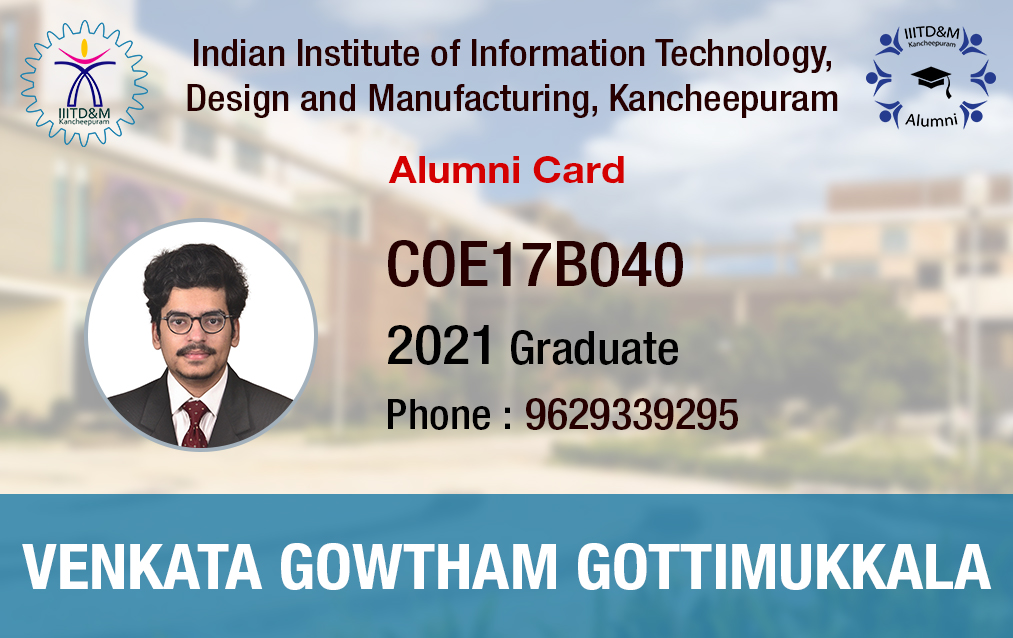 IIITD&M
Kancheepuram
Indian Institute of Information Technology,
Design and Manufacturing, Kancheepuram
IIITD&M
Kancheepuram
Alumni
Alumni Card
COE17B040
2021 Graduate
Phone : 9629339295
VENKATA GOWTHAM GOTTIMUKKALA